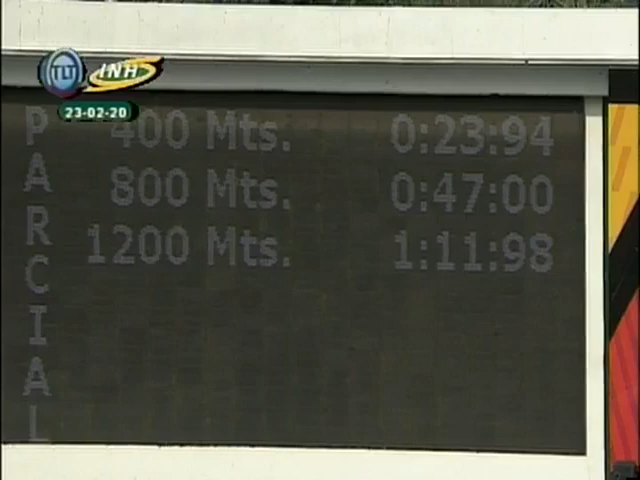 TLT INH
23-02-20
PARCIAL
400 Mts. 0:23:94
800 Mts. 0:47:00
1200 Mts. 1:11:98